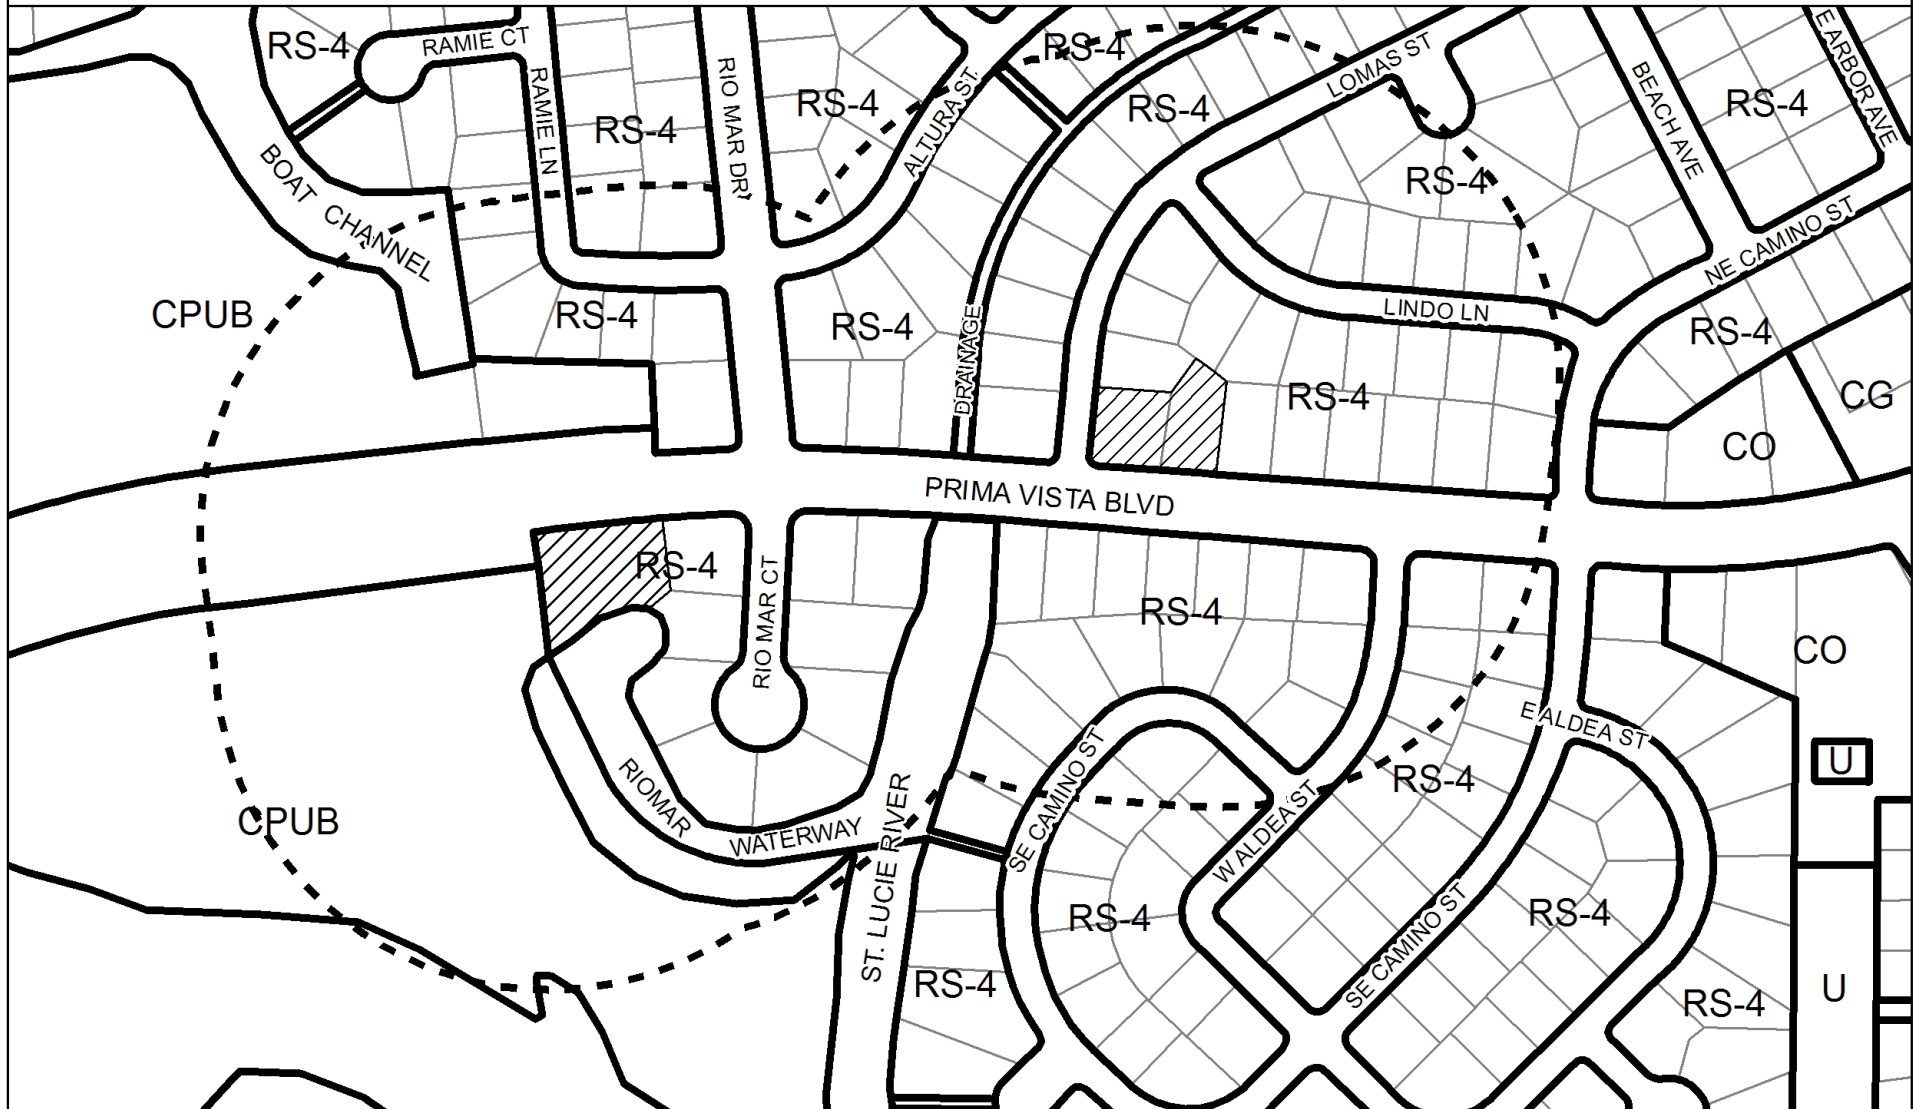 RS-4
RAMIE CT
RS-4
E ARBOR AVE
LOMAS ST
RS-4
RS-4
RS-4
RS-4
RAMIE LN
RIO MAR DR
ALTURA ST
BEACH AVE
BOAT CHANNEL
RS-4
NE CAMINO ST
CPUB
RS-4
RS-4
LINDO LN
RS-4
DRAINAGE
RS-4
CG
CO
PRIMA VISTA BLVD
RS-4
RIO MAR CT
RS-4
CO
E ALDEA ST
U
RS-4
CPUB
RIOMAR WATERWAY
ST. LUCIE RIVER
SE CAMINO ST
W ALDEA ST
RS-4
RS-4
SE CAMINO ST
RS-4
RS-4
U